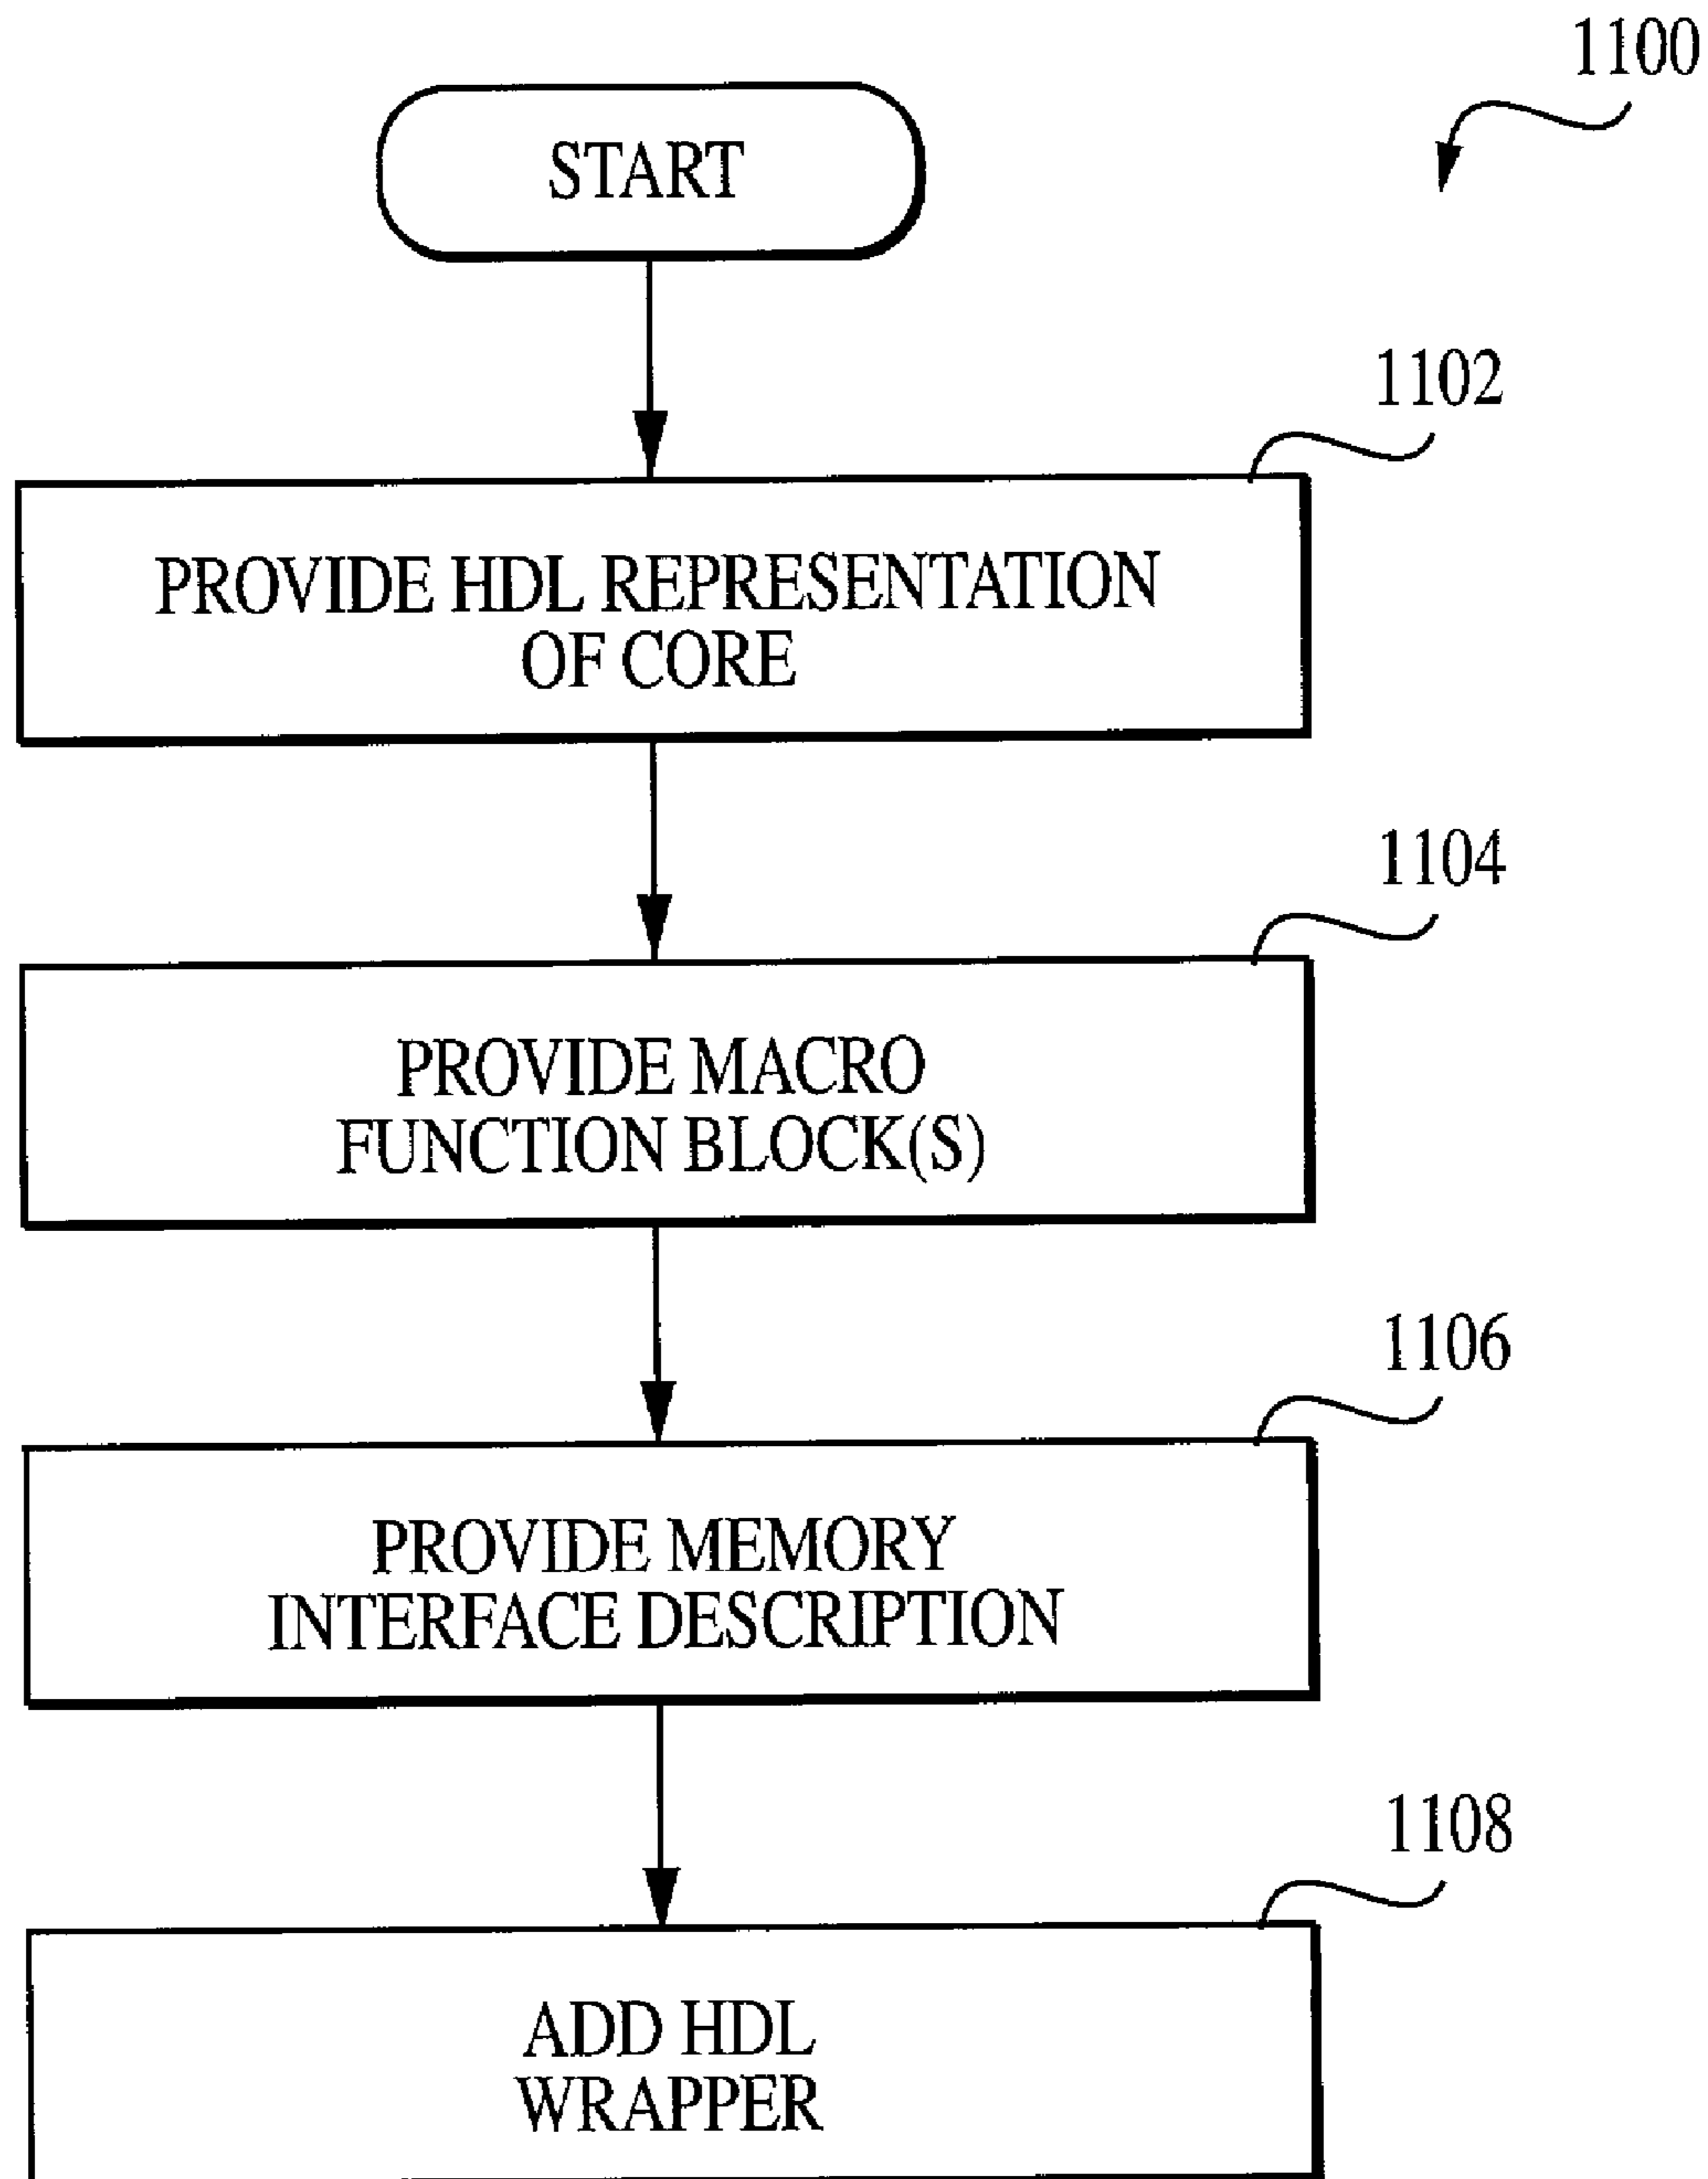 1100
START
1102
PROVIDE HDL REPRESENTATION
OF CORE
1104
PROVIDE MACRO
FUNCTION BLOCK(S)
1106
PROVIDE MEMORY
INTERFACE DESCRIPTION
1108
ADD HDL
WRAPPER